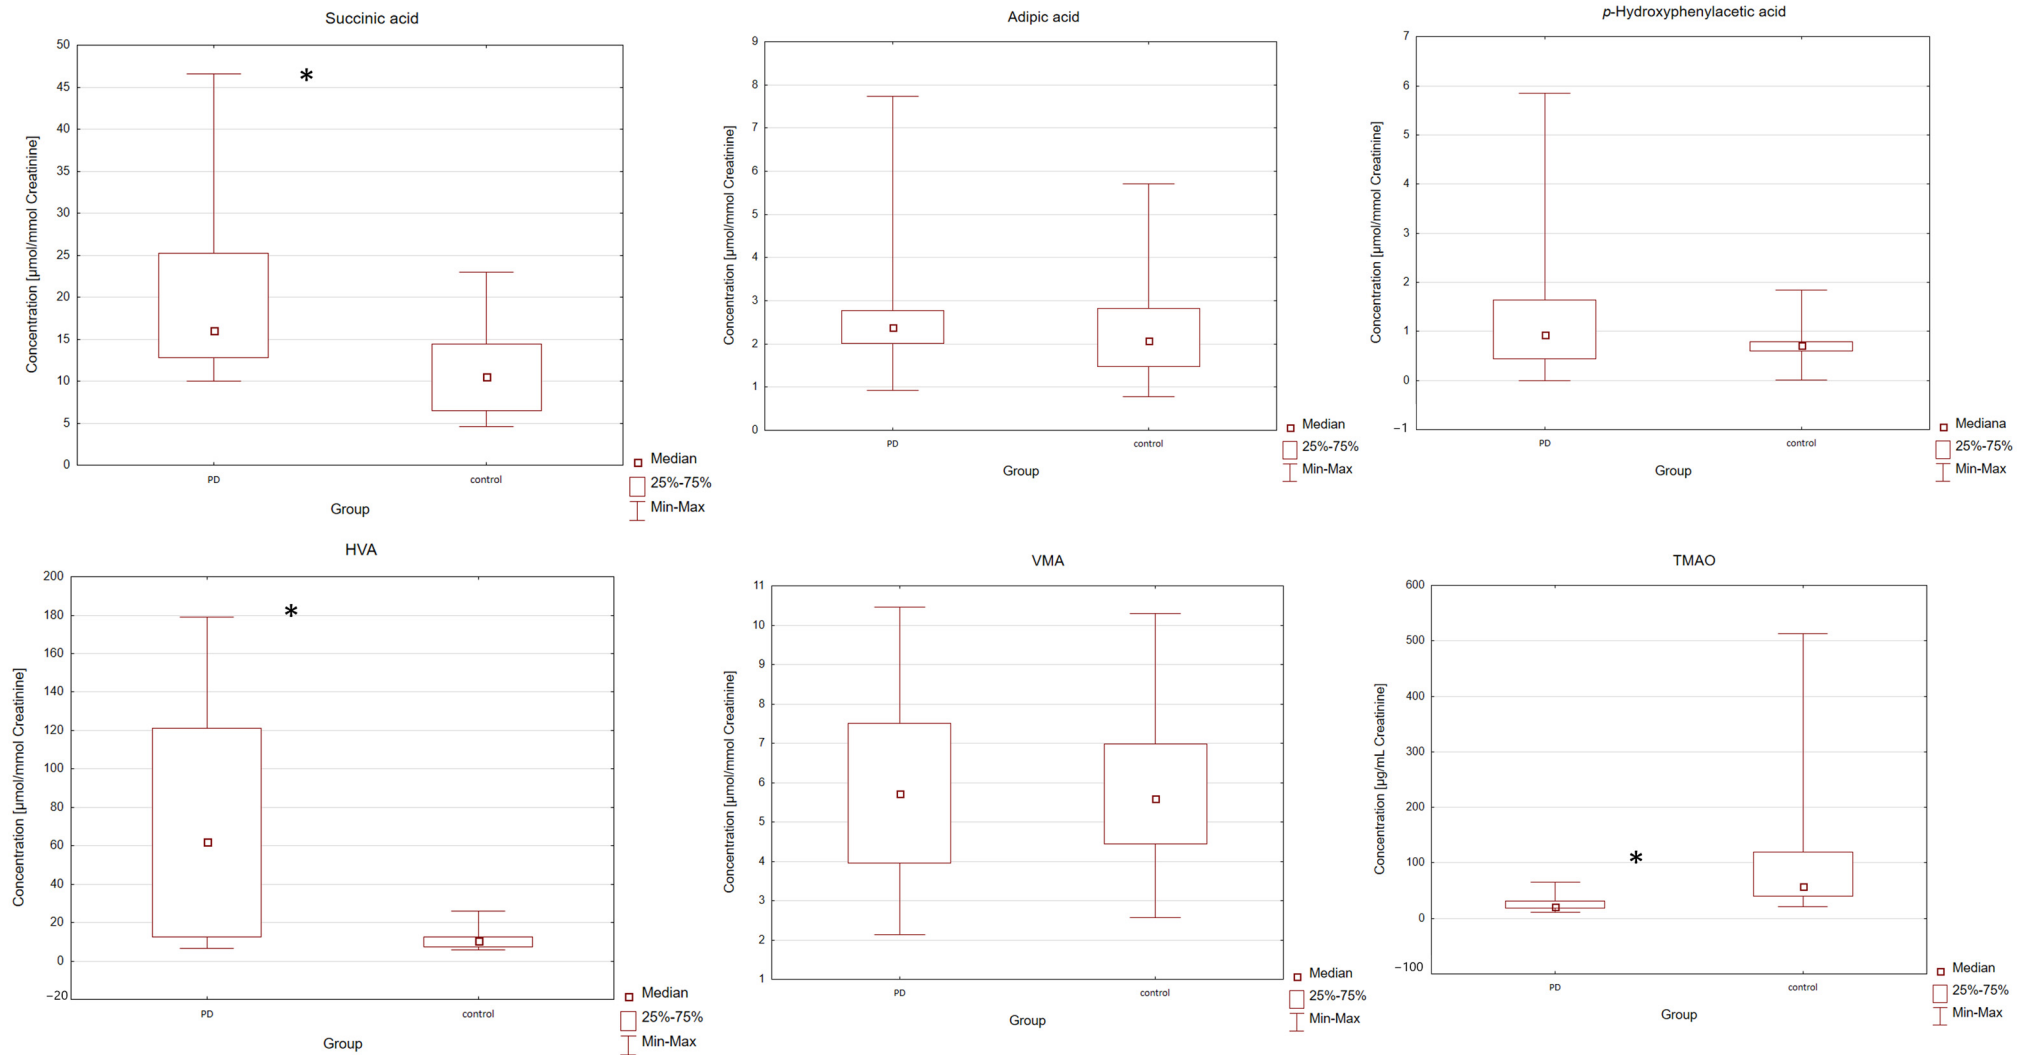 Succinic acid
50
45
40
35
30
25
20
15
10
5
0
Concentration [µmol/mmol Creatinine]
*
PD
control
Group
Median
25%-75%
Min-Max
Adipic acid
9
8
7
6
5
4
3
2
1
0
Concentration [µmol/mmol Creatinine]
PD
control
Group
Median
25%-75%
Min-Max
p-Hydroxyphenylacetic acid
7
6
5
4
3
2
1
0
−1
Concentration [µmol/mmol Creatinine]
PD
control
Group
Mediana
25%-75%
Min-Max
HVA
200
180
160
140
120
100
80
60
40
20
0
−20
Concentration [µmol/mmol Creatinine]
*
PD
control
Group
Median
25%-75%
Min-Max
VMA
11
10
9
8
7
6
5
4
3
2
1
Concentration [µmol/mmol Creatinine]
PD
control
Group
Median
25%-75%
Min-Max
TMAO
600
500
400
300
200
100
0
−100
Concentration [µg/mL Creatinine]
*
PD
control
Group
Median
25%-75%
Min-Max